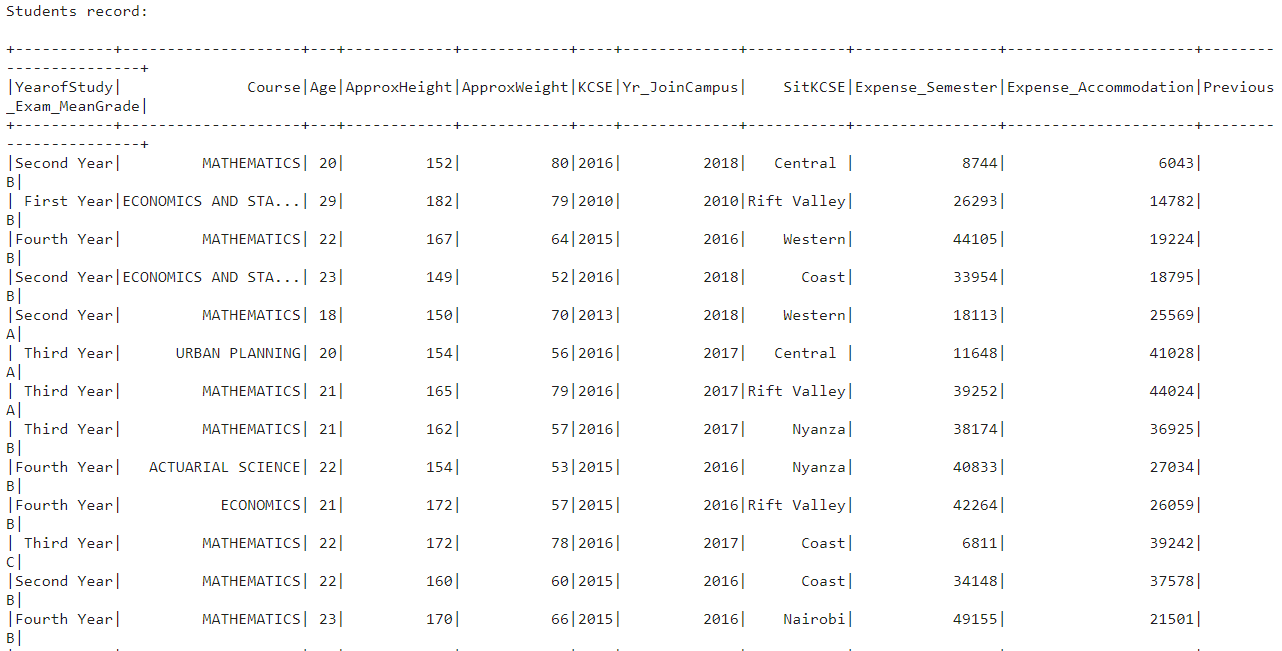 Students record:
+-----------+--------------------+---+------------+------------+----+-------------+-----------+----------------+---------------------+--------
---------------+
|YearofStudy|              Course|Age|ApproxHeight|ApproxWeight|KCSE|Yr_JoinCampus|    SitKCSE|Expense_Semester|Expense_Accommodation|Previous
_Exam_MeanGrade|
+-----------+--------------------+---+------------+------------+----+-------------+-----------+----------------+---------------------+--------
---------------+
|Second Year|         MATHEMATICS| 20|         152|          80|2016|         2018|   Central |            8744|                 6043|
B|
| First Year|ECONOMICS AND STA...| 29|         182|          79|2010|         2010|Rift Valley|           26293|                14782|
B|
|Fourth Year|         MATHEMATICS| 22|         167|          64|2015|         2016|    Western|           44105|                19224|
B|
|Second Year|ECONOMICS AND STA...| 23|         149|          52|2016|         2018|      Coast|           33954|                18795|
B|
|Second Year|         MATHEMATICS| 18|         150|          70|2013|         2018|    Western|           18113|                25569|
A|
| Third Year|      URBAN PLANNING| 20|         154|          56|2016|         2017|   Central |           11648|                41028|
A|
| Third Year|         MATHEMATICS| 21|         165|          79|2016|         2017|Rift Valley|           39252|                44024|
A|
| Third Year|         MATHEMATICS| 21|         162|          57|2016|         2017|     Nyanza|           38174|                36925|
B|
|Fourth Year|   ACTUARIAL SCIENCE| 22|         154|          53|2015|         2016|     Nyanza|           40833|                27034|
B|
|Fourth Year|           ECONOMICS| 21|         172|          57|2015|         2016|Rift Valley|           42264|                26059|
B|
| Third Year|         MATHEMATICS| 22|         172|          78|2016|         2017|      Coast|            6811|                39242|
C|
|Second Year|         MATHEMATICS| 22|         160|          60|2015|         2016|      Coast|           34148|                37578|
B|
|Fourth Year|         MATHEMATICS| 23|         170|          66|2015|         2016|    Nairobi|           49155|                21501|
B|